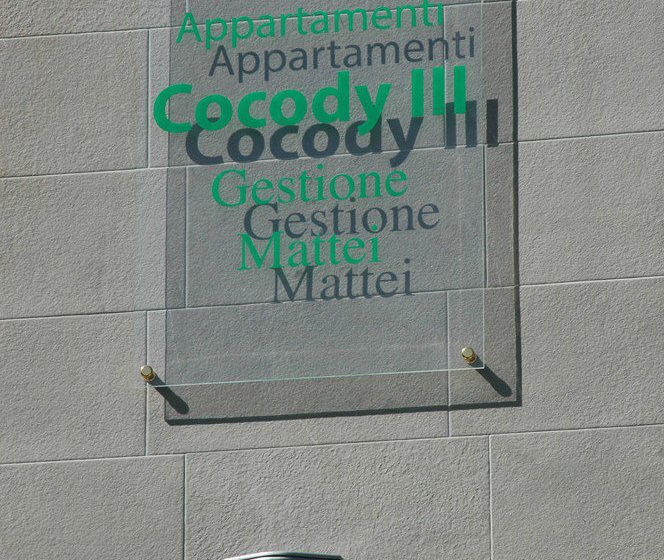 Appartamenti
Cocody III
Gestione
Mattei